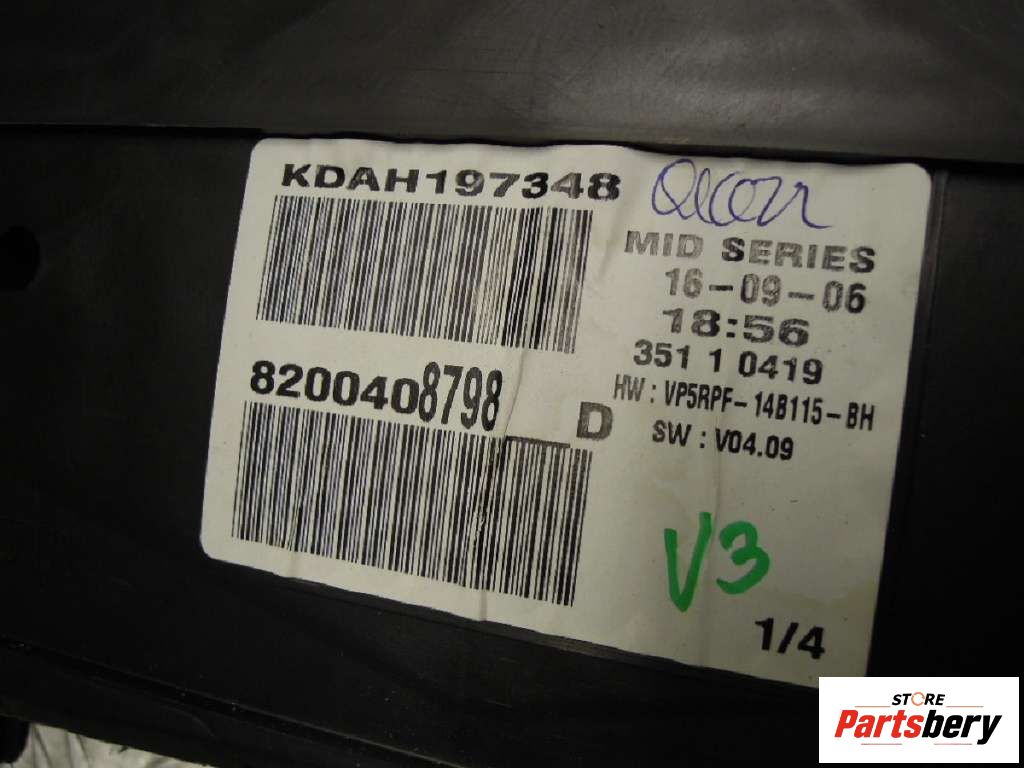 KDAH197348
MID SERIES
16-09-06
18:56
351 1 0419
8200408798__D
HW : VP5RPF-14B115-BH
SW : V04.09
V3
1/4
STORE
Partsbery